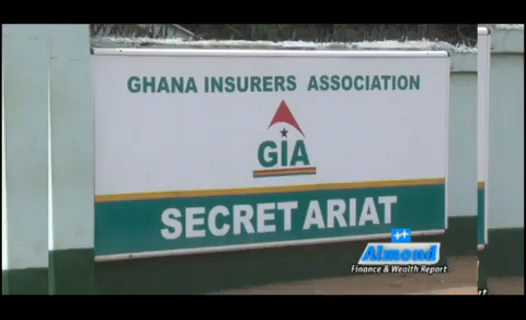 GHANA INSURERS ASSOCIATION
GIA
SECRETARIAT
Almond
Finance & Wealth Report